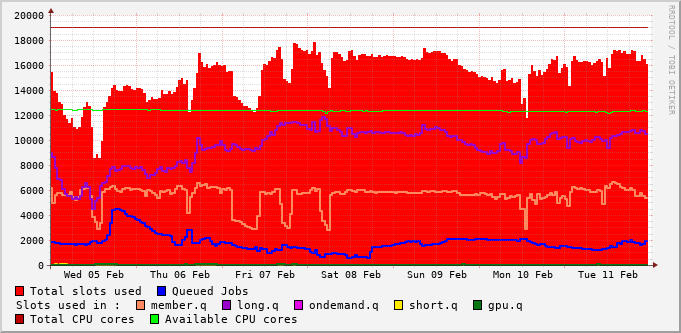 RRDTOOL / TOBI OETIKER
20000
18000
16000
14000
12000
10000
8000
6000
4000
2000
0
Wed 05 Feb Thu 06 Feb Fri 07 Feb Sat 08 Feb Sun 09 Feb Mon 10 Feb Tue 11 Feb
Total slots used Queued Jobs
Slots used in : member.q long.q ondemand.q short.q gpu.q
Total CPU cores Available CPU cores